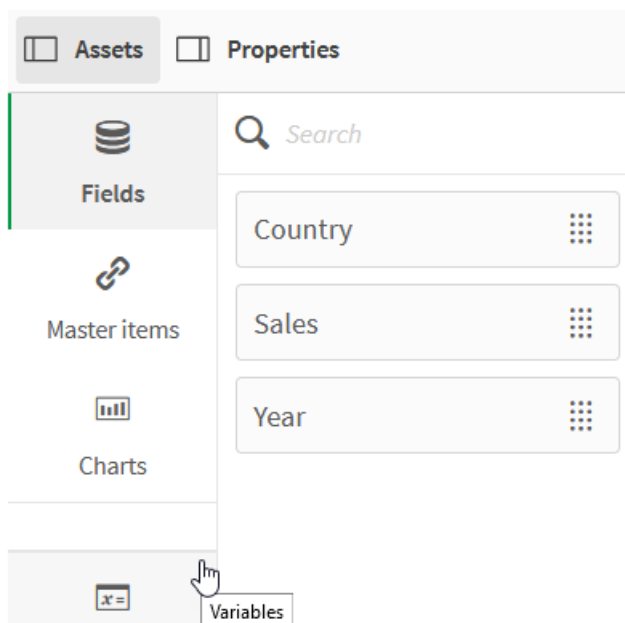 Assets Properties
Fields
Search
Country
Sales
Year
Master items
Charts
x=
Variables